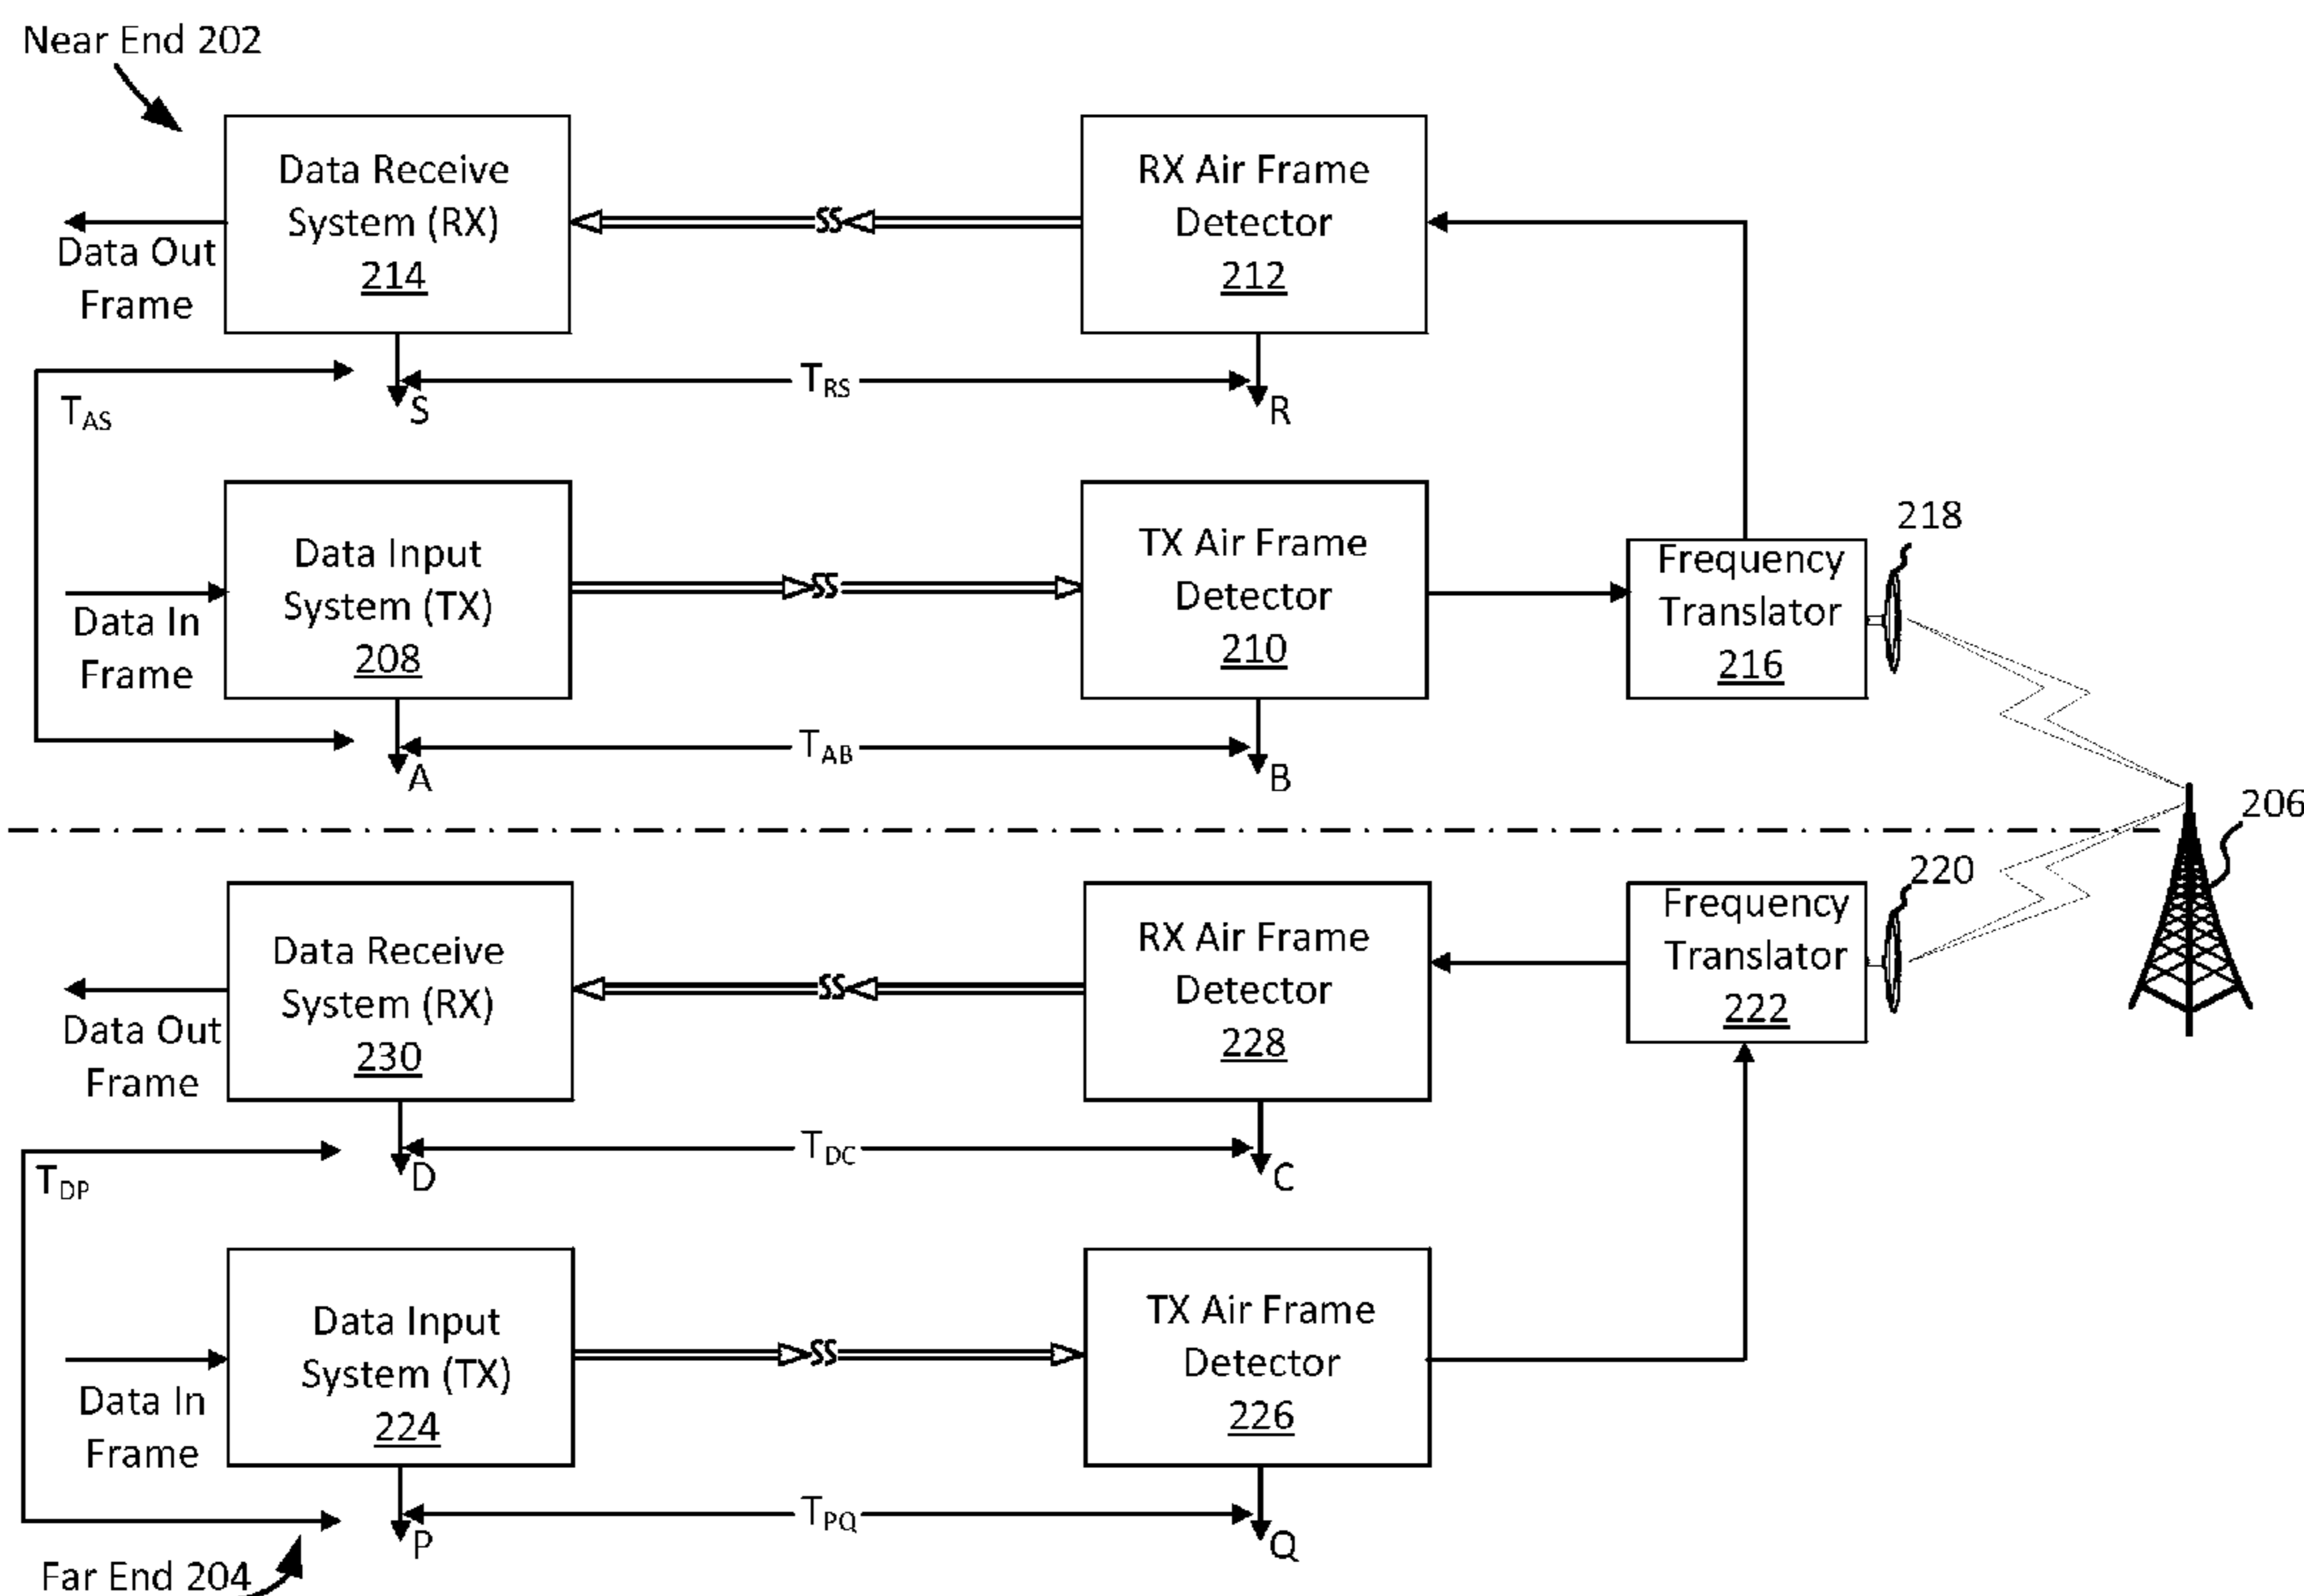 Near End 202
Data Receive
System (RX)
214
RX Air Frame
Detector
212
Data Out
Frame
TAS
S
TRS
R
Data Input
System (TX)
208
TX Air Frame
Detector
210
Frequency
Translator
216
218
Data In
Frame
A
TAB
B
206
Data Receive
System (RX)
230
RX Air Frame
Detector
228
Frequency
Translator
222
220
Data Out
Frame
TDP
D
TDC
C
Data Input
System (TX)
224
TX Air Frame
Detector
226
Data In
Frame
P
TPQ
Q
Far End 204